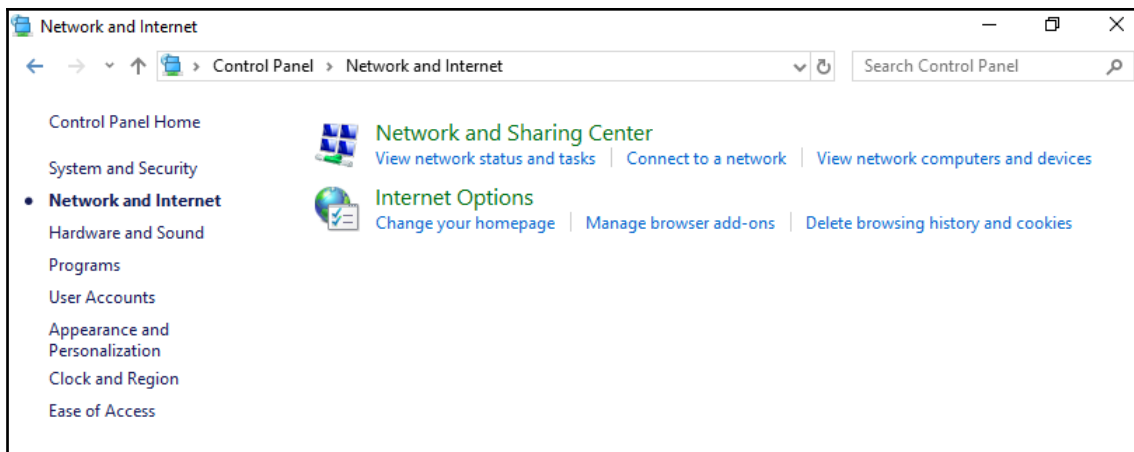 Network and Internet
Control Panel > Network and Internet
Search Control Panel
Control Panel Home
System and Security
Network and Internet
Hardware and Sound
Programs
User Accounts
Appearance and
Personalization
Clock and Region
Ease of Access
Network and Sharing Center
View network status and tasks | Connect to a network | View network computers and devices
Internet Options
Change your homepage | Manage browser add-ons | Delete browsing history and cookies